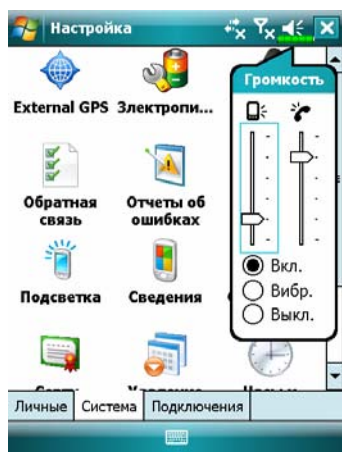 Настройка
Громкость
External GPS Электропи...
Обратная связь
Отчеты об ошибках
Вкл.
Вибр.
Выкл.
Подсветка
Сведения
Личные Система Подключения